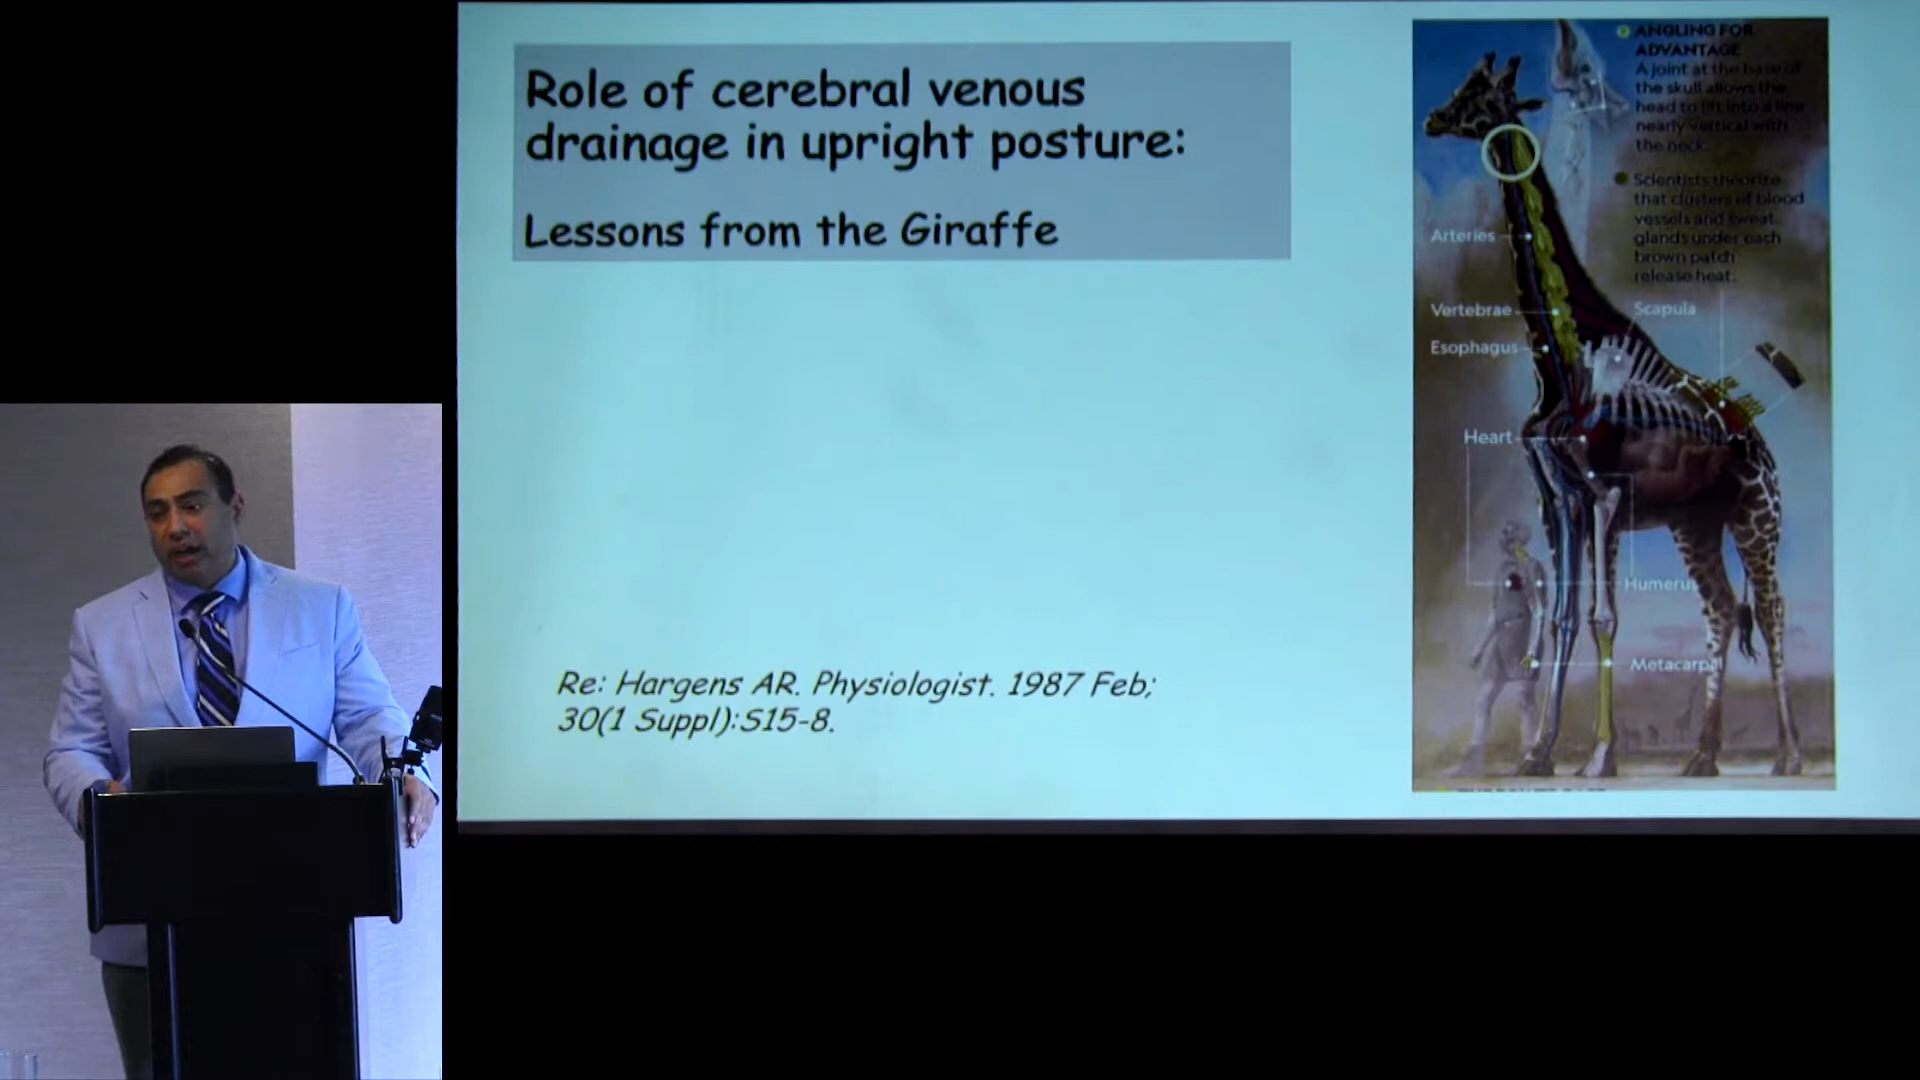 Role of cerebral venous
drainage in upright posture:
Lessons from the Giraffe
Re: Hargens AR. Physiologist. 1987 Feb;
30(1 Suppl):S15-8.
ANGLING FOR
ADVANTAGE
A joint at the base of
the skull allows the
head to lift into a line
nearly vertical with
the neck.
Scientists theorize
that clusters of blood
vessels and sweat
glands under each
brown patch
release heat.
Arteries
Vertebrae
Scapula
Esophagus
Heart
Humerus
Metacarpal